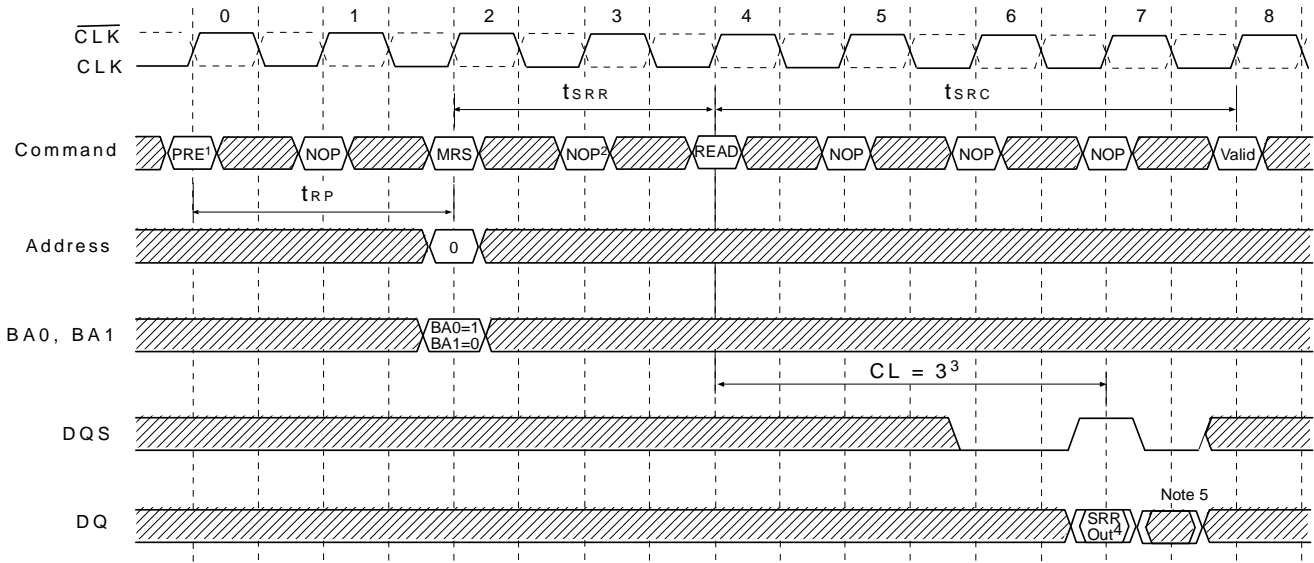 0 1 2 3 4 5 6 7 8
CLK
CLK
tSRR tSRC
Command PRE1 NOP MRS NOP2 READ NOP NOP NOP Valid
tRP
Address 0
BA0, BA1 BA0=1
BA1=0
CL = 33
DQS
Note 5
DQ SRR
Out4